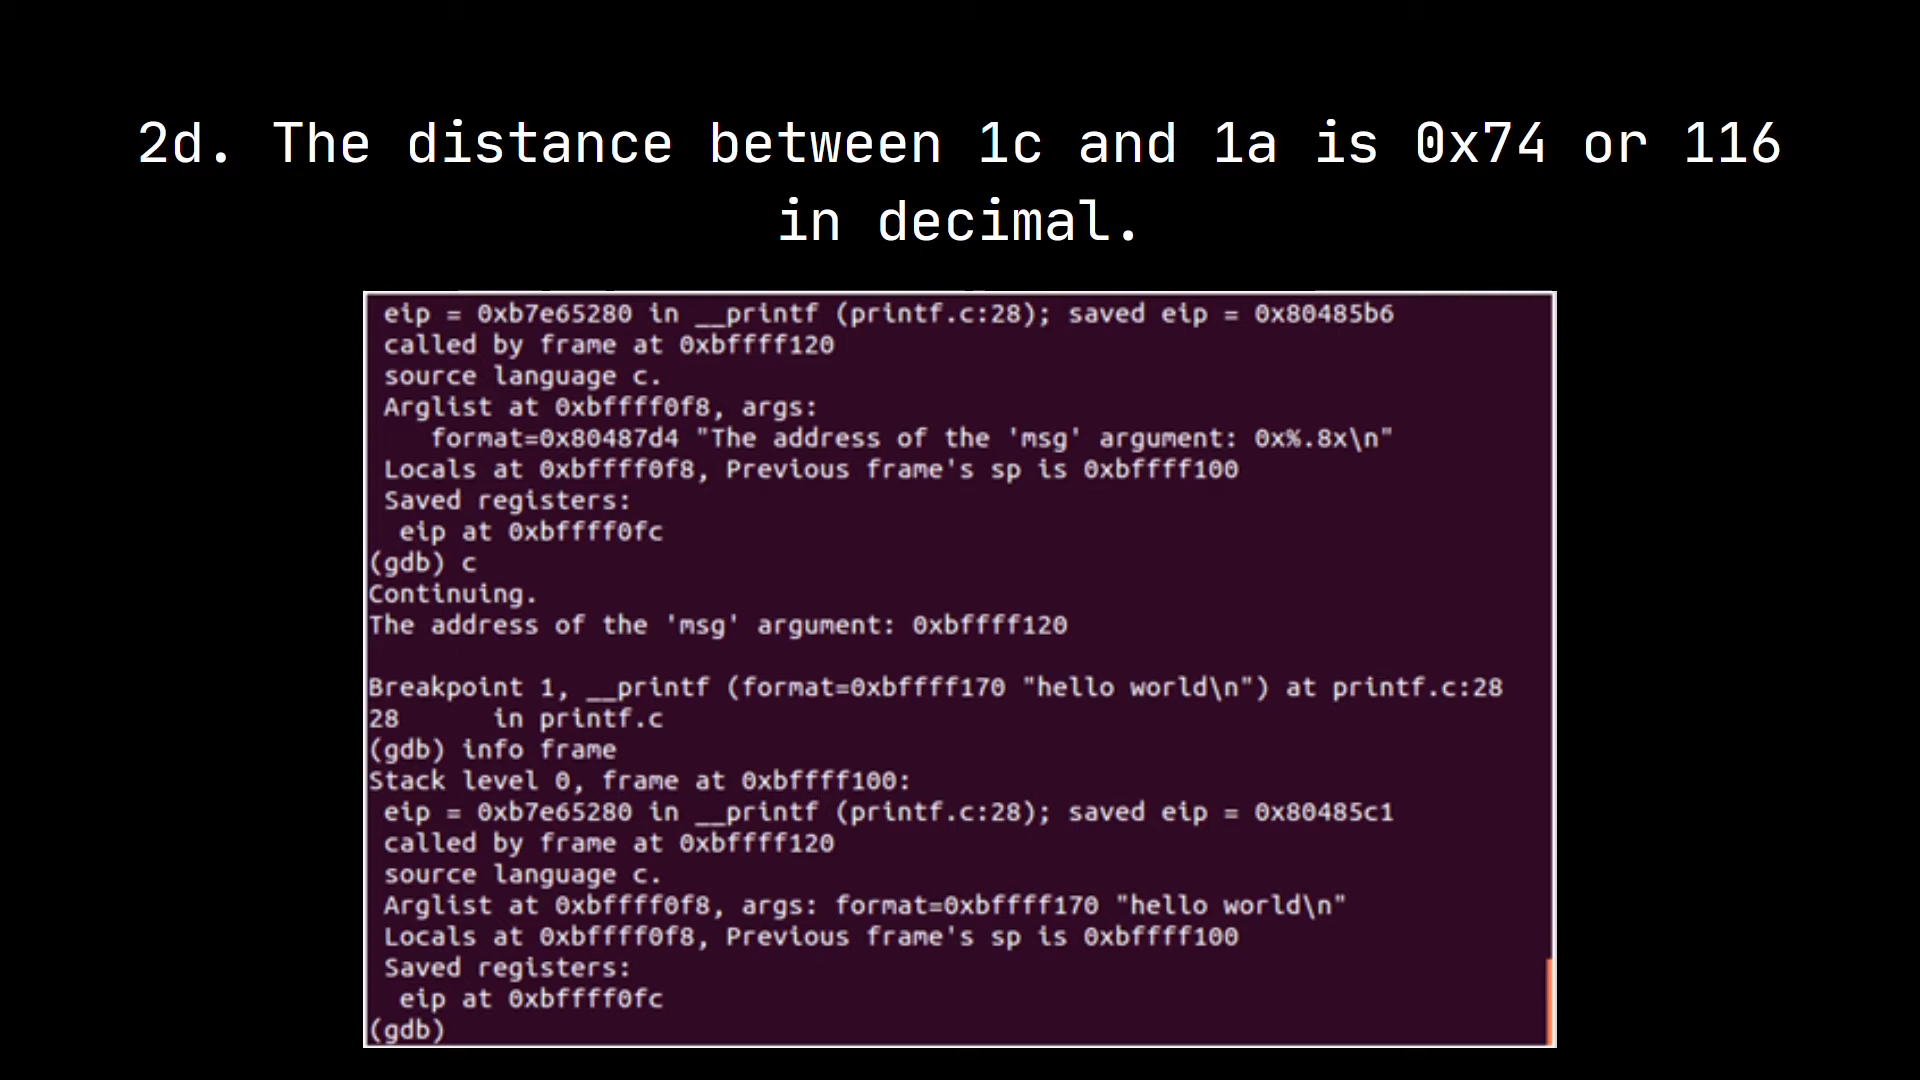 2d. The distance between 1c and 1a is 0x74 or 116
in decimal.
eip = 0xb7e65280 in __printf (printf.c:28); saved eip = 0x80485b6
called by frame at 0xbffff120
source language c.
Arglist at 0xbffff0f8, args:
format=0x80487d4 "The address of the 'msg' argument: 0x%.8x\n"
Locals at 0xbffff0f8, Previous frame's sp is 0xbffff100
Saved registers:
eip at 0xbffff0fc
(gdb) c
Continuing.
The address of the 'msg' argument: 0xbffff120
Breakpoint 1, __printf (format=0xbffff170 "hello world\n") at printf.c:28
28      in printf.c
(gdb) info frame
Stack level 0, frame at 0xbffff100:
eip = 0xb7e65280 in __printf (printf.c:28); saved eip = 0x80485c1
called by frame at 0xbffff120
source language c.
Arglist at 0xbffff0f8, args: format=0xbffff170 "hello world\n"
Locals at 0xbffff0f8, Previous frame's sp is 0xbffff100
Saved registers:
eip at 0xbffff0fc
(gdb)